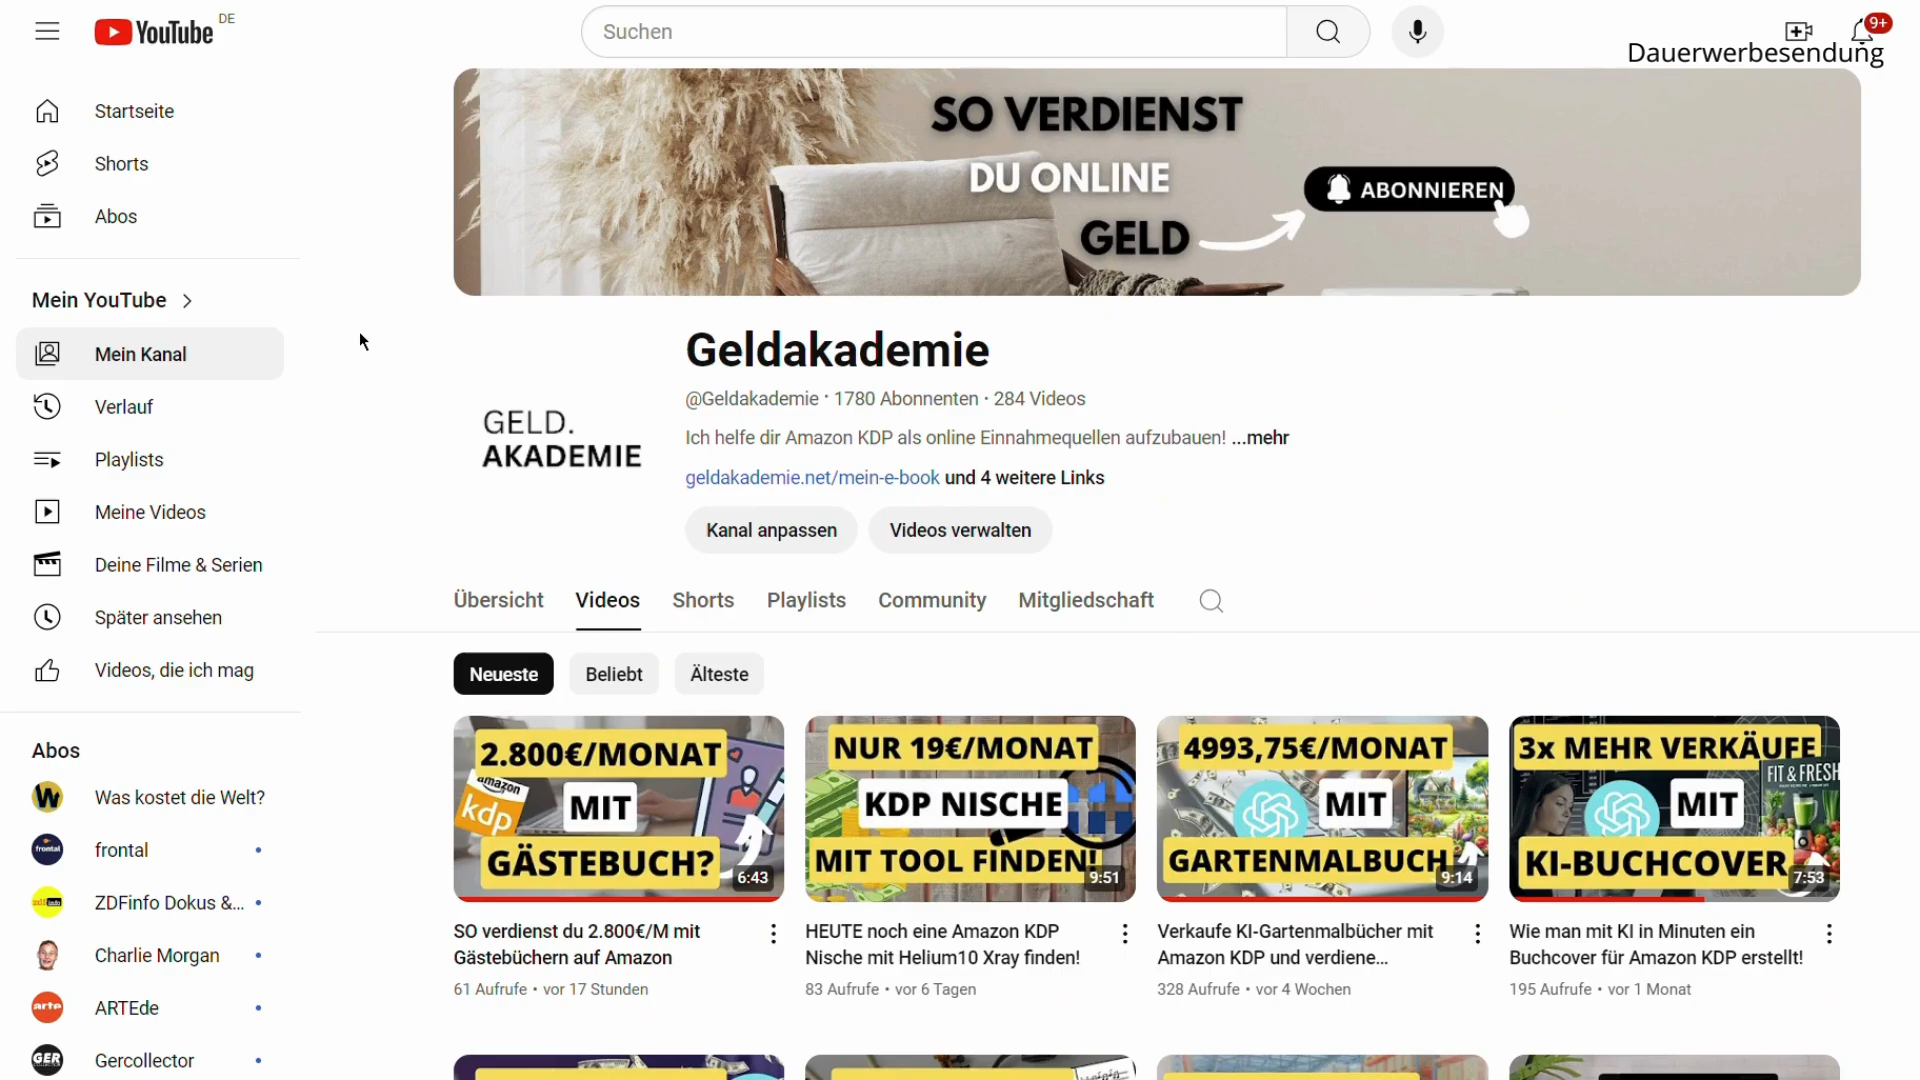 YouTube DE
Suchen
9+
Dauerwerbesendung
Startseite
Shorts
Abos
Mein YouTube
Mein Kanal
Verlauf
Playlists
Meine Videos
Deine Filme & Serien
Später ansehen
Videos, die ich mag
Abos
Was kostet die Welt?
frontal
ZDFinfo Dokus &...
Charlie Morgan
ARTEde
Gercollector
SO VERDIENST
DU ONLINE
GELD
ABONNIEREN
GELD.
AKADEMIE
Geldakademie
@Geldakademie · 1780 Abonnenten · 284 Videos
Ich helfe dir Amazon KDP als online Einnahmequellen aufzubauen! ...mehr
geldakademie.net/mein-e-book und 4 weitere Links
Kanal anpassen
Videos verwalten
Übersicht
Videos
Shorts
Playlists
Community
Mitgliedschaft
Neueste
Beliebt
Älteste
2.800€/MONAT
amazon
kdp
MIT
GÄSTEBUCH?
6:43
SO verdienst du 2.800€/M mit
Gästebüchern auf Amazon
61 Aufrufe • vor 17 Stunden
NUR 19€/MONAT
KDP NISCHE
MIT TOOL FINDEN!
9:51
HEUTE noch eine Amazon KDP
Nische mit Helium10 Xray finden!
83 Aufrufe • vor 6 Tagen
4993,75€/MONAT
MIT
GARTENMALBUCH
9:14
Verkaufe KI-Gartenmalbücher mit
Amazon KDP und verdiene...
328 Aufrufe • vor 4 Wochen
3x MEHR VERKÄUFE
FIT & FRESH
MIT
KI-BUCHCOVER
7:53
Wie man mit KI in Minuten ein
Buchcover für Amazon KDP erstellt!
195 Aufrufe • vor 1 Monat